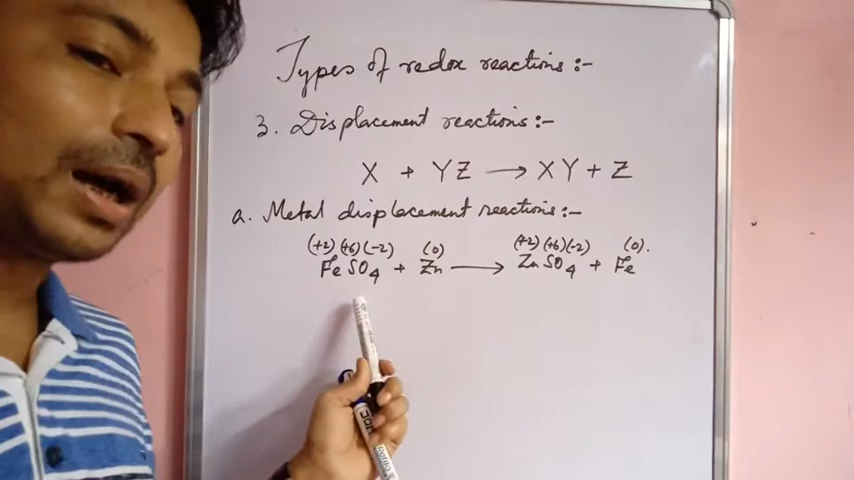 Types of redox reactions :-
3. Displacement reactions :-
X + YZ → XY + Z
a. Metal displacement reactions :-
(+2) (+6) (-2) (0) (+2) (+6) (-2) (0).
FeSO4 + Zn → ZnSO4 + Fe